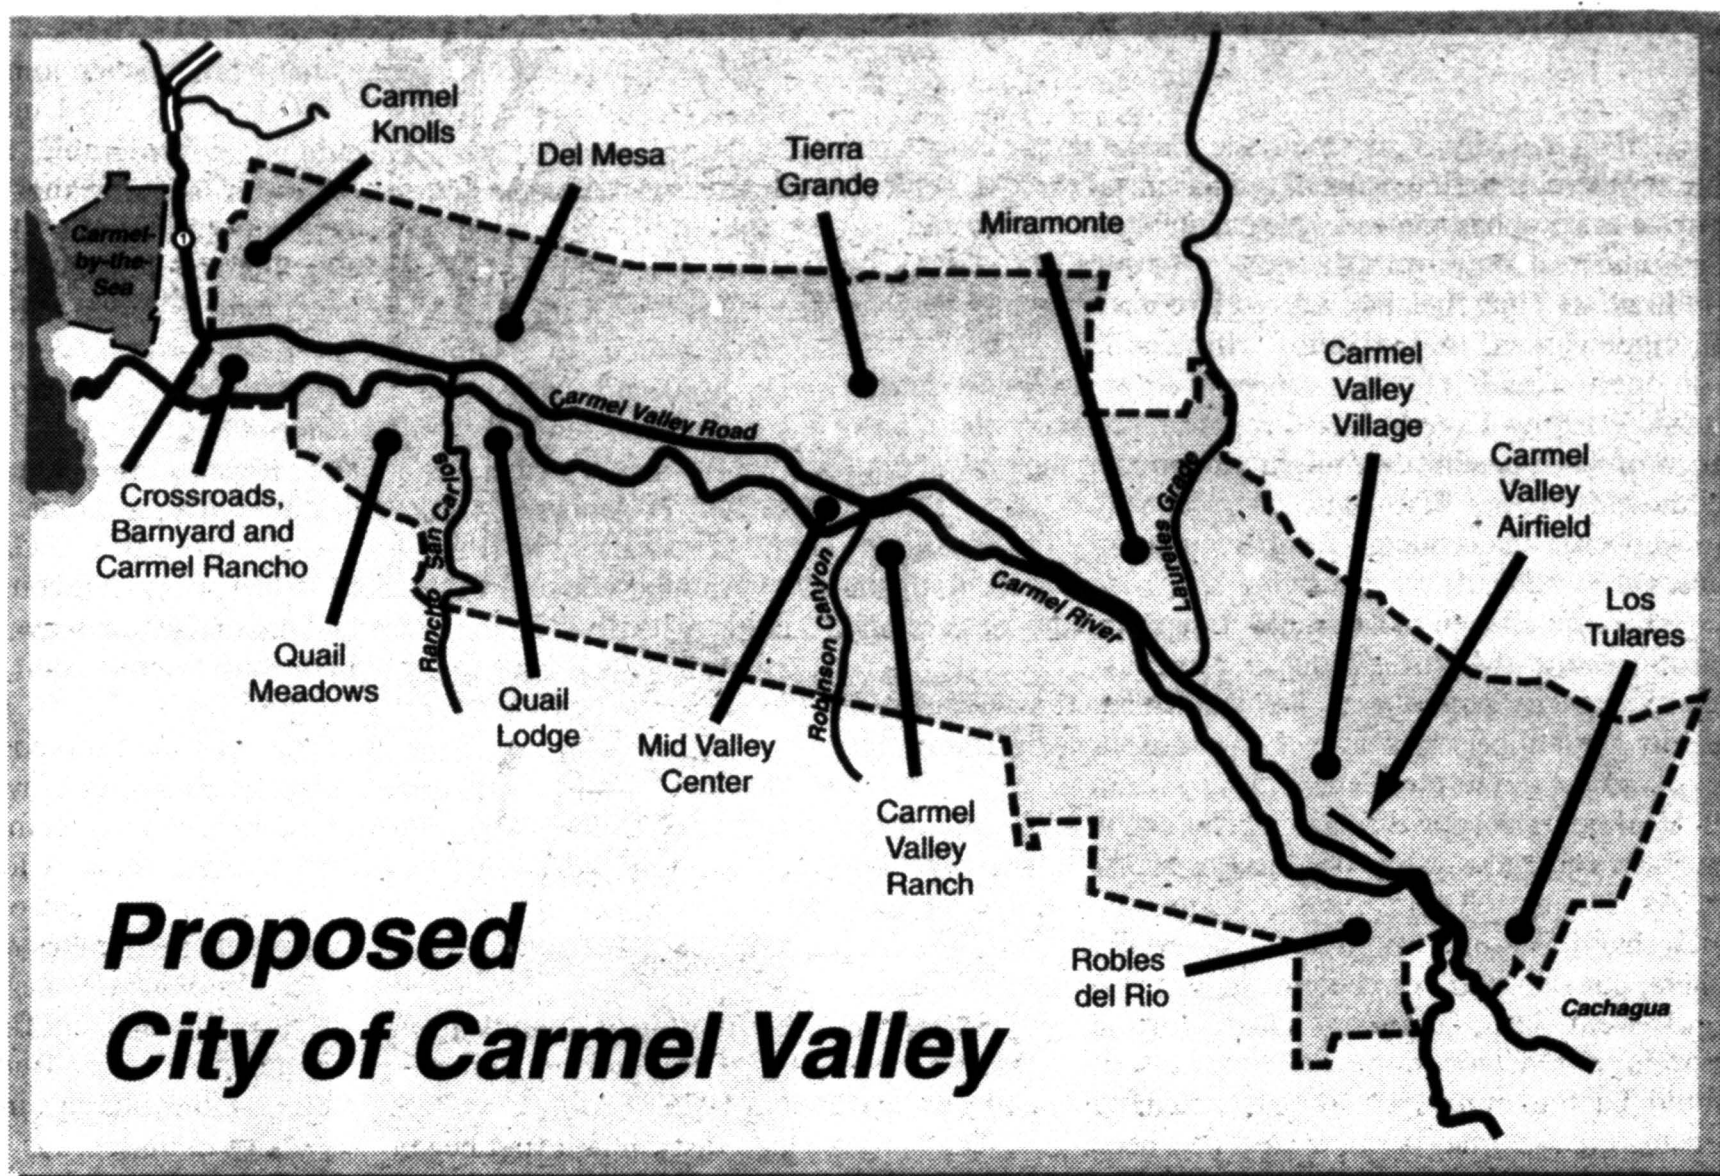 Carmel
Knolls
Del Mesa
Tierra
Grande
Miramonte
Carmel-
by-the-
Sea
1
Carmel
Valley
Village
Carmel Valley Road
Carmel
Valley
Airfield
Crossroads,
Barnyard and
Carmel Rancho
Rancho San Carlos
Laureles Grade
Robinson Canyon
Carmel River
Los
Tulares
Quail
Meadows
Quail
Lodge
Mid Valley
Center
Carmel
Valley
Ranch
Proposed
City of Carmel Valley
Robles
del Rio
Cachagua